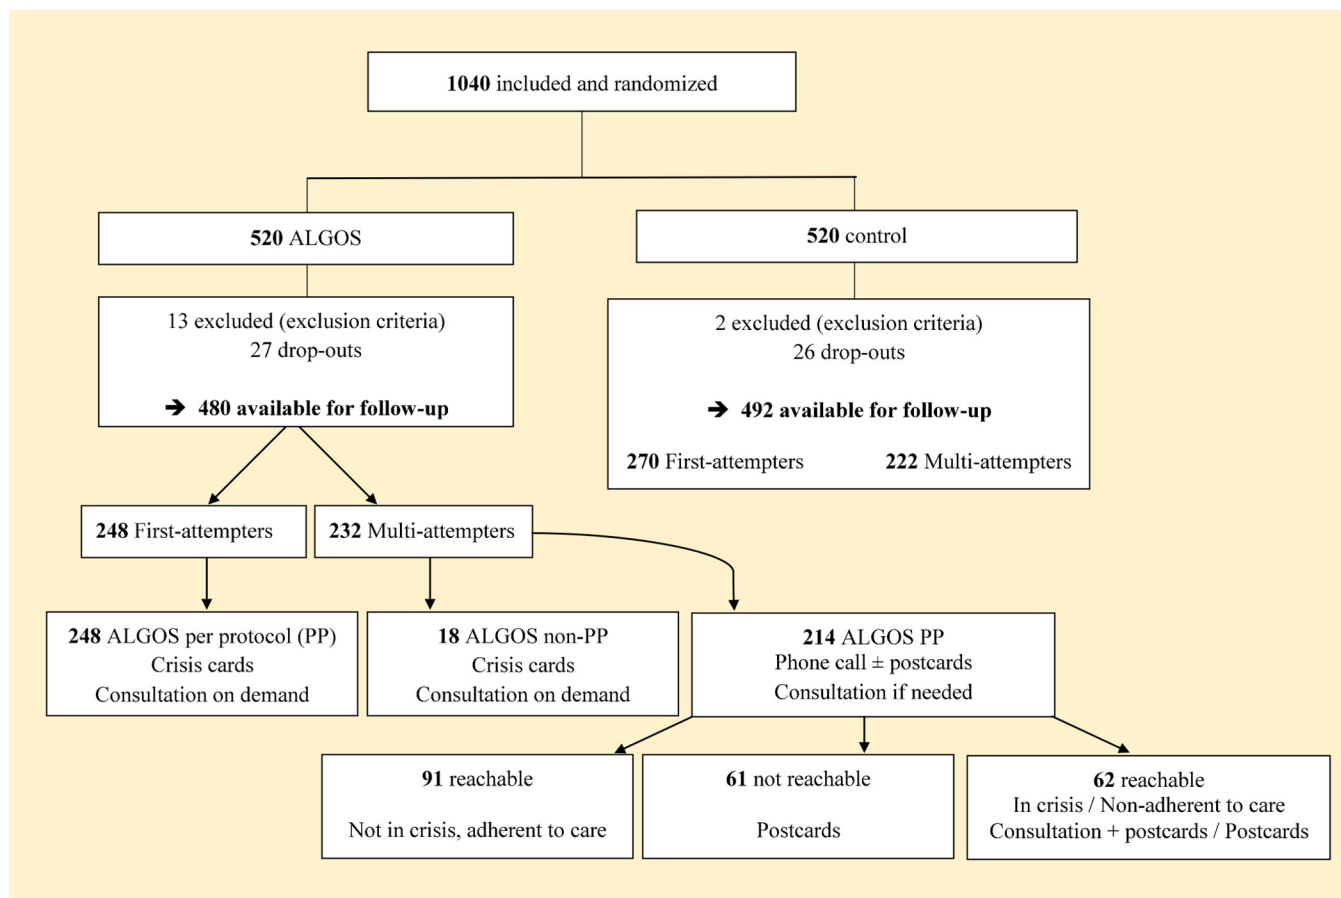 1040 included and randomized
520 ALGOS
520 control
13 excluded (exclusion criteria)
27 drop-outs
➔ 480 available for follow-up
2 excluded (exclusion criteria)
26 drop-outs
➔ 492 available for follow-up
270 First-attempters 222 Multi-attempters
248 First-attempters
232 Multi-attempters
248 ALGOS per protocol (PP)
Crisis cards
Consultation on demand
18 ALGOS non-PP
Crisis cards
Consultation on demand
214 ALGOS PP
Phone call ± postcards
Consultation if needed
91 reachable
Not in crisis, adherent to care
61 not reachable
Postcards
62 reachable
In crisis / Non-adherent to care
Consultation + postcards / Postcards